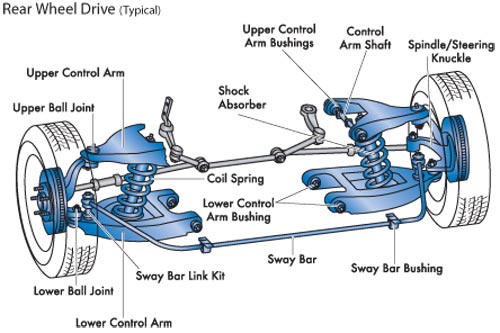 Rear Wheel Drive (Typical)
Upper Control
Arm Bushings
Control
Arm Shaft
Spindle/Steering
Knuckle
Upper Control Arm
Shock
Absorber
Upper Ball Joint
Coil Spring
Lower Control
Arm Bushing
Sway Bar
Sway Bar Bushing
Sway Bar Link Kit
Lower Ball Joint
Lower Control Arm